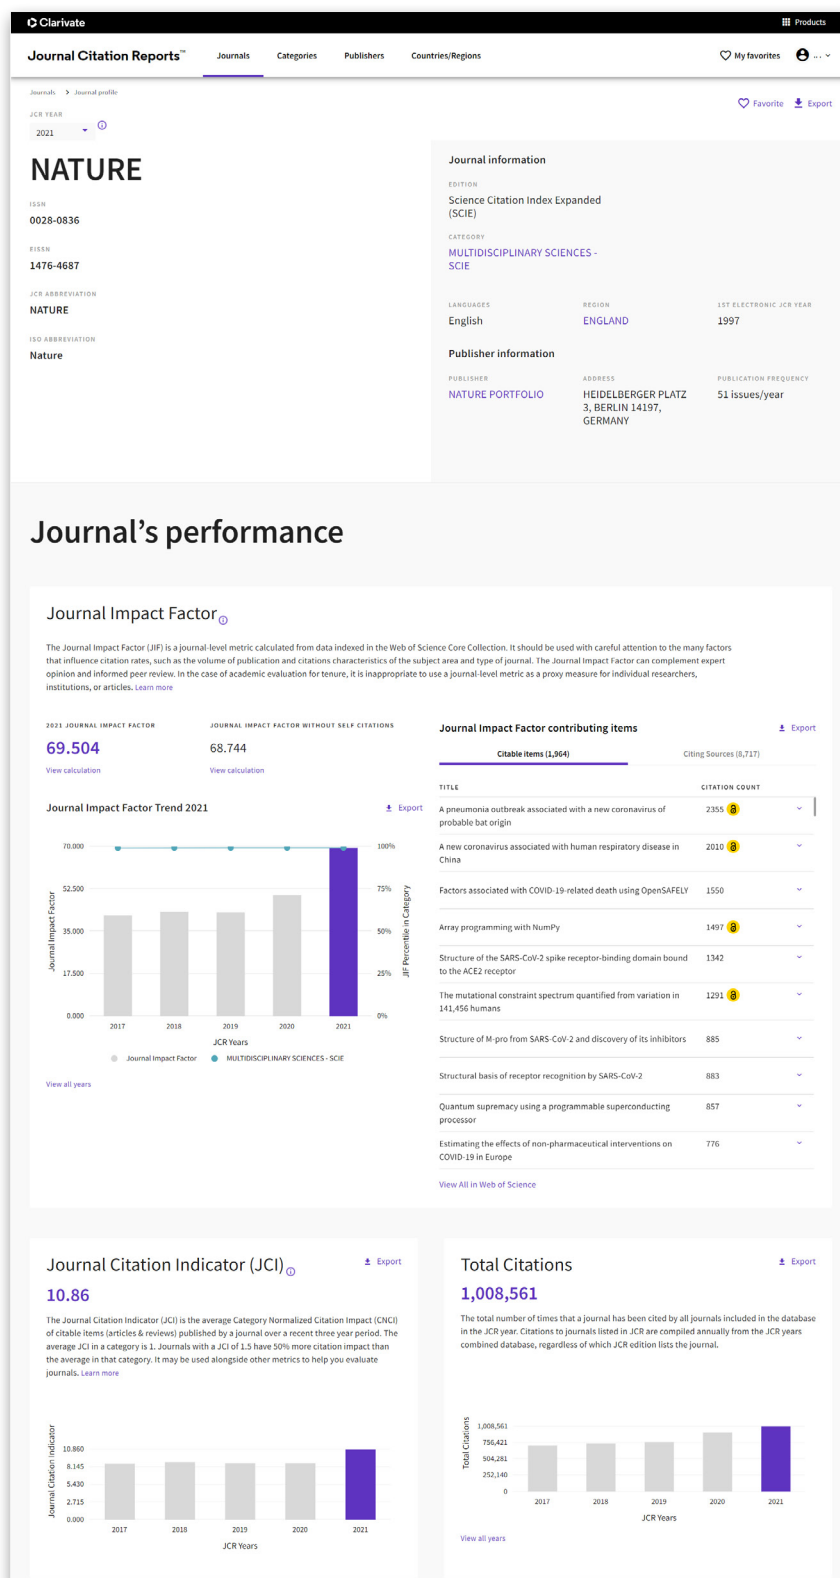 Clarivate
Products
Journal Citation Reports™
Journals
Categories
Publishers
Countries/Regions
My favorites
...
Journals > Journal profile
Favorite
Export
JCR YEAR
2021
NATURE
ISSN
0028-0836
EISSN
1476-4687
JCR ABBREVIATION
NATURE
ISO ABBREVIATION
Nature
Journal information
EDITION
Science Citation Index Expanded
(SCIE)
CATEGORY
MULTIDISCIPLINARY SCIENCES -
SCIE
LANGUAGES
REGION
1ST ELECTRONIC JCR YEAR
English
ENGLAND
1997
Publisher information
PUBLISHER
ADDRESS
PUBLICATION FREQUENCY
NATURE PORTFOLIO
HEIDELBERGER PLATZ
3, BERLIN 14197,
GERMANY
51 issues/year
Journal's performance
Journal Impact Factor
The Journal Impact Factor (JIF) is a journal-level metric calculated from data indexed in the Web of Science Core Collection. It should be used with careful attention to the many factors
that influence citation rates, such as the volume of publication and citations characteristics of the subject area and type of journal. The Journal Impact Factor can complement expert
opinion and informed peer review. In the case of academic evaluation for tenure, it is inappropriate to use a journal-level metric as a proxy measure for individual researchers,
institutions, or articles. Learn more
2021 JOURNAL IMPACT FACTOR
69.504
View calculation
JOURNAL IMPACT FACTOR WITHOUT SELF CITATIONS
68.744
View calculation
Journal Impact Factor Trend 2021
Export
70.000
52.500
35.000
17.500
0.000
Journal Impact Factor
100%
75%
50%
25%
0%
JIF Percentile in Category
2017
2018
2019
2020
2021
JCR Years
Journal Impact Factor
MULTIDISCIPLINARY SCIENCES - SCIE
View all years
Journal Impact Factor contributing items
Export
Citable items (1,964)
Citing Sources (8,717)
TITLE
CITATION COUNT
A pneumonia outbreak associated with a new coronavirus of
probable bat origin
2355
A new coronavirus associated with human respiratory disease in
China
2010
Factors associated with COVID-19-related death using OpenSAFELY
1550
Array programming with NumPy
1497
Structure of the SARS-CoV-2 spike receptor-binding domain bound
to the ACE2 receptor
1342
The mutational constraint spectrum quantified from variation in
141,456 humans
1291
Structure of M-pro from SARS-CoV-2 and discovery of its inhibitors
885
Structural basis of receptor recognition by SARS-CoV-2
883
Quantum supremacy using a programmable superconducting
processor
857
Estimating the effects of non-pharmaceutical interventions on
COVID-19 in Europe
776
View All in Web of Science
Journal Citation Indicator (JCI)
Export
10.86
The Journal Citation Indicator (JCI) is the average Category Normalized Citation Impact (CNCI)
of citable items (articles & reviews) published by a journal over a recent three year period. The
average JCI in a category is 1. Journals with a JCI of 1.5 have 50% more citation impact than
the average in that category. It may be used alongside other metrics to help you evaluate
journals. Learn more
Journal Citation Indicator
10.860
8.145
5.430
2.715
0.000
2017
2018
2019
2020
2021
JCR Years
Total Citations
Export
1,008,561
The total number of times that a journal has been cited by all journals included in the database
in the JCR year. Citations to journals listed in JCR are compiled annually from the JCR years
combined database, regardless of which JCR edition lists the journal.
Total Citations
1,008,561
756,421
504,281
252,140
0
2017
2018
2019
2020
2021
JCR Years
View all years